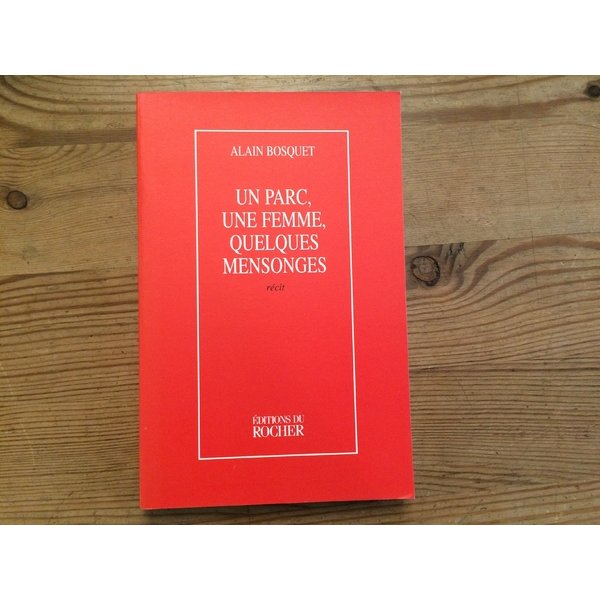 ALAIN BOSQUET
UN PARC,
UNE FEMME,
QUELQUES
MENSONGES
récit
ÉDITIONS DU
ROCHER